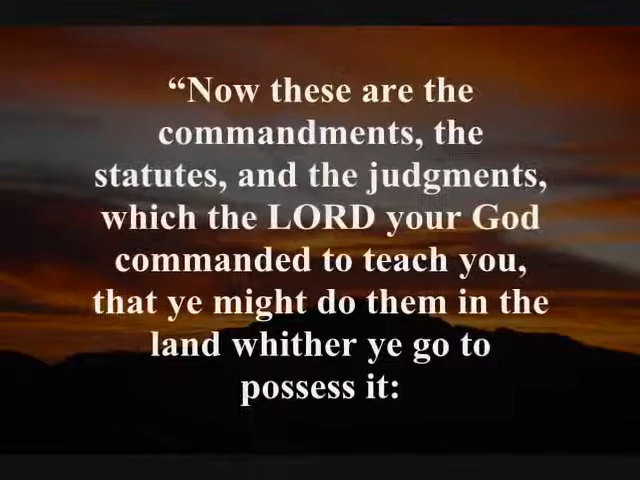 “Now these are the
commandments, the
statutes, and the judgments,
which the LORD your God
commanded to teach you,
that ye might do them in the
land whither ye go to
possess it: